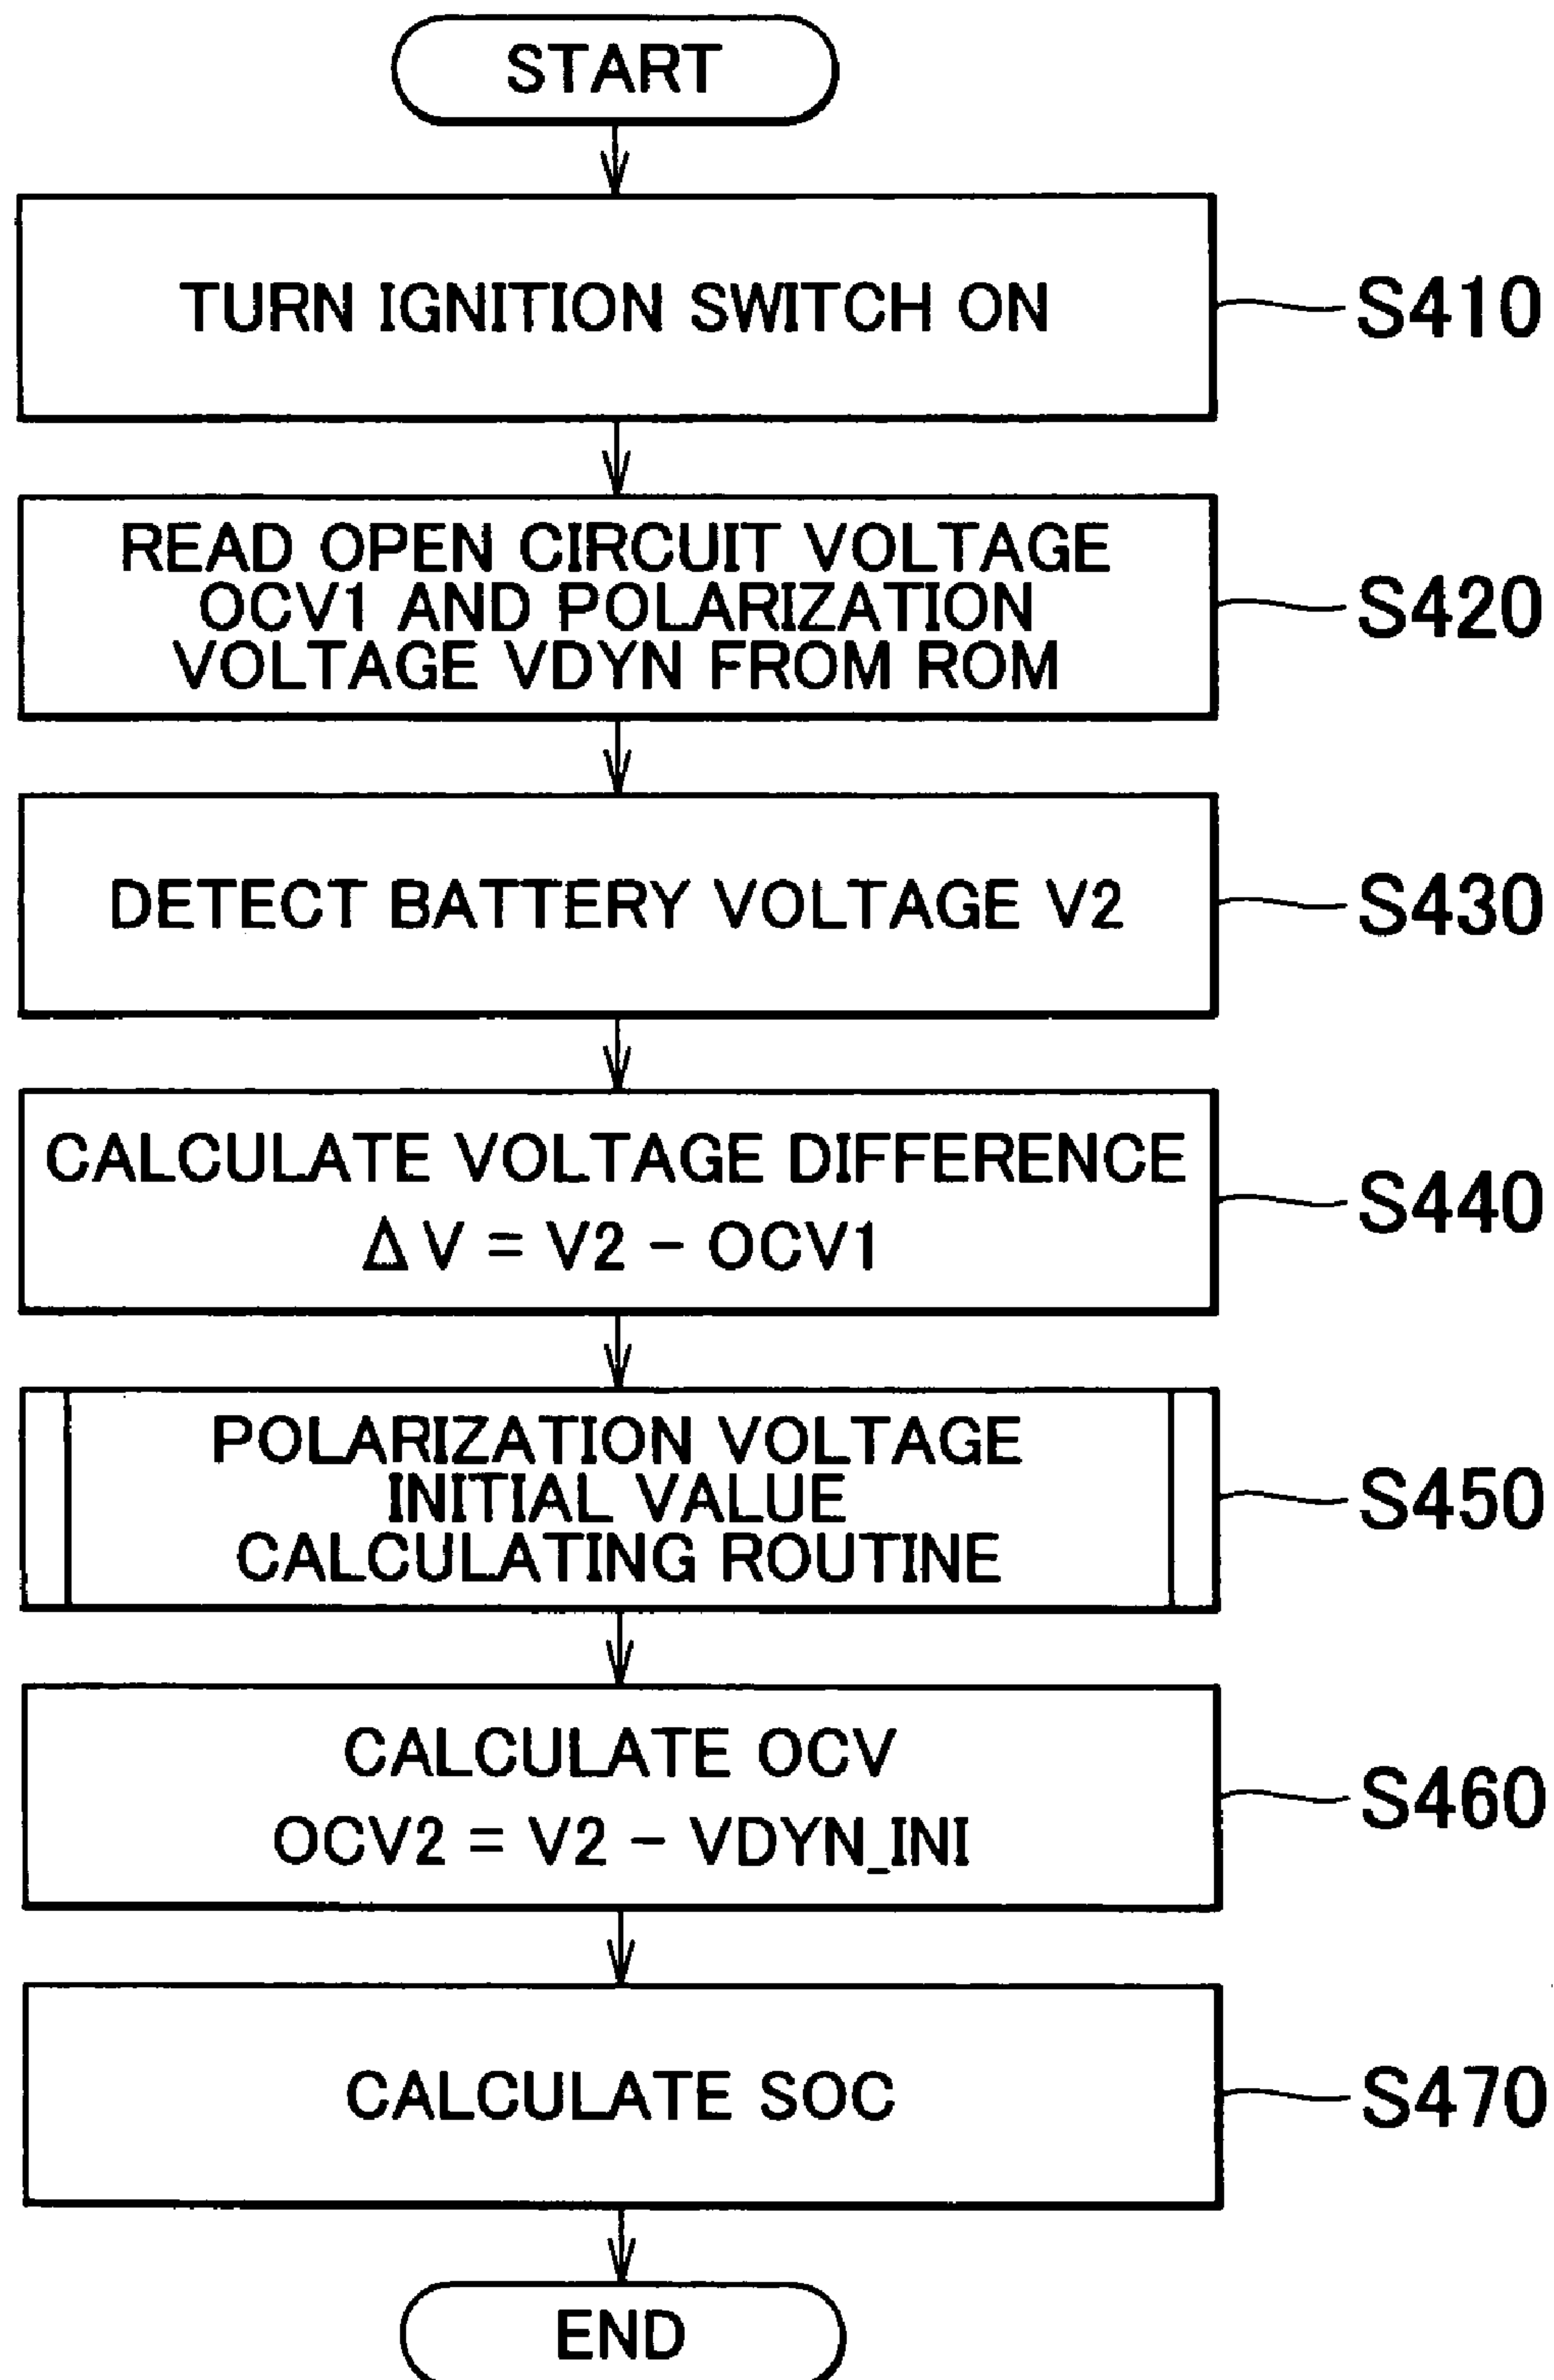 START
TURN IGNITION SWITCH ON
S410
READ OPEN CIRCUIT VOLTAGE
OCV1 AND POLARIZATION
VOLTAGE VDYN FROM ROM
S420
DETECT BATTERY VOLTAGE V2
S430
CALCULATE VOLTAGE DIFFERENCE
Δ V = V2 − OCV1
S440
POLARIZATION VOLTAGE
INITIAL VALUE
CALCULATING ROUTINE
S450
CALCULATE OCV
OCV2 = V2 − VDYN_INI
S460
CALCULATE SOC
S470
END